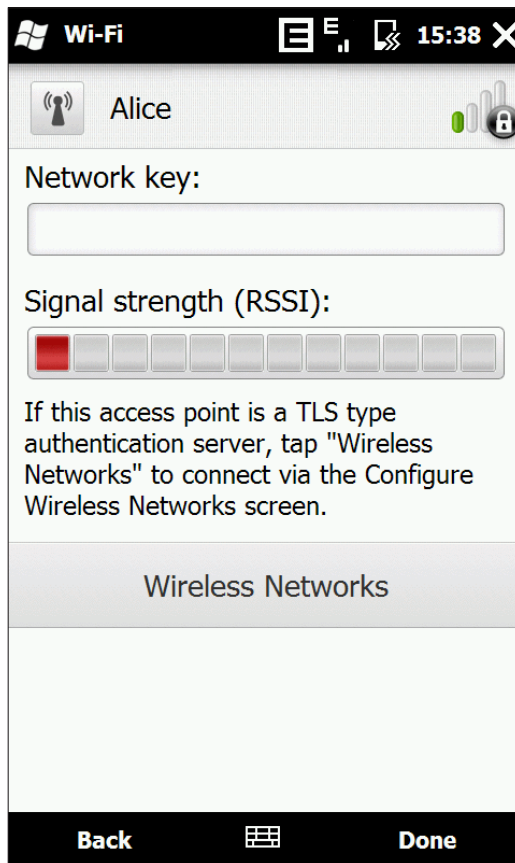 Wi-Fi E E 15:38
Alice
Network key:
Signal strength (RSSI):
If this access point is a TLS type
authentication server, tap "Wireless
Networks" to connect via the Configure
Wireless Networks screen.
Wireless Networks
Back Done